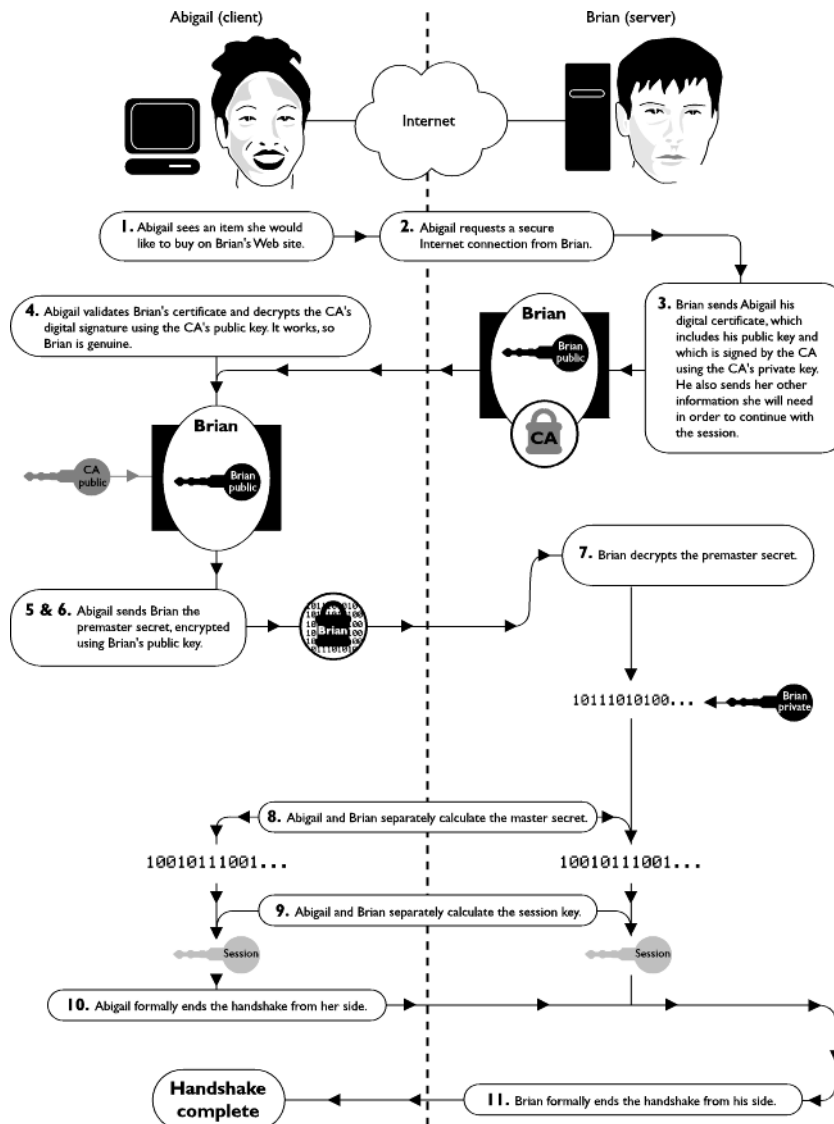 Abigail (client)
Brian (server)
Internet
1. Abigail sees an item she would
like to buy on Brian's Web site.
2. Abigail requests a secure
Internet connection from Brian.
3. Brian sends Abigail his
digital certificate, which
includes his public key and
which is signed by the CA
using the CA's private key.
He also sends her other
information she will need
in order to continue with
the session.
Brian
Brian
public
CA
4. Abigail validates Brian's certificate and decrypts the CA's
digital signature using the CA's public key. It works, so
Brian is genuine.
Brian
CA
public
Brian
public
5 & 6. Abigail sends Brian the
premaster secret, encrypted
using Brian's public key.
Brian
7. Brian decrypts the premaster secret.
10111010100...
Brian
private
8. Abigail and Brian separately calculate the master secret.
10010111001...
10010111001...
9. Abigail and Brian separately calculate the session key.
Session
Session
10. Abigail formally ends the handshake from her side.
11. Brian formally ends the handshake from his side.
Handshake
complete